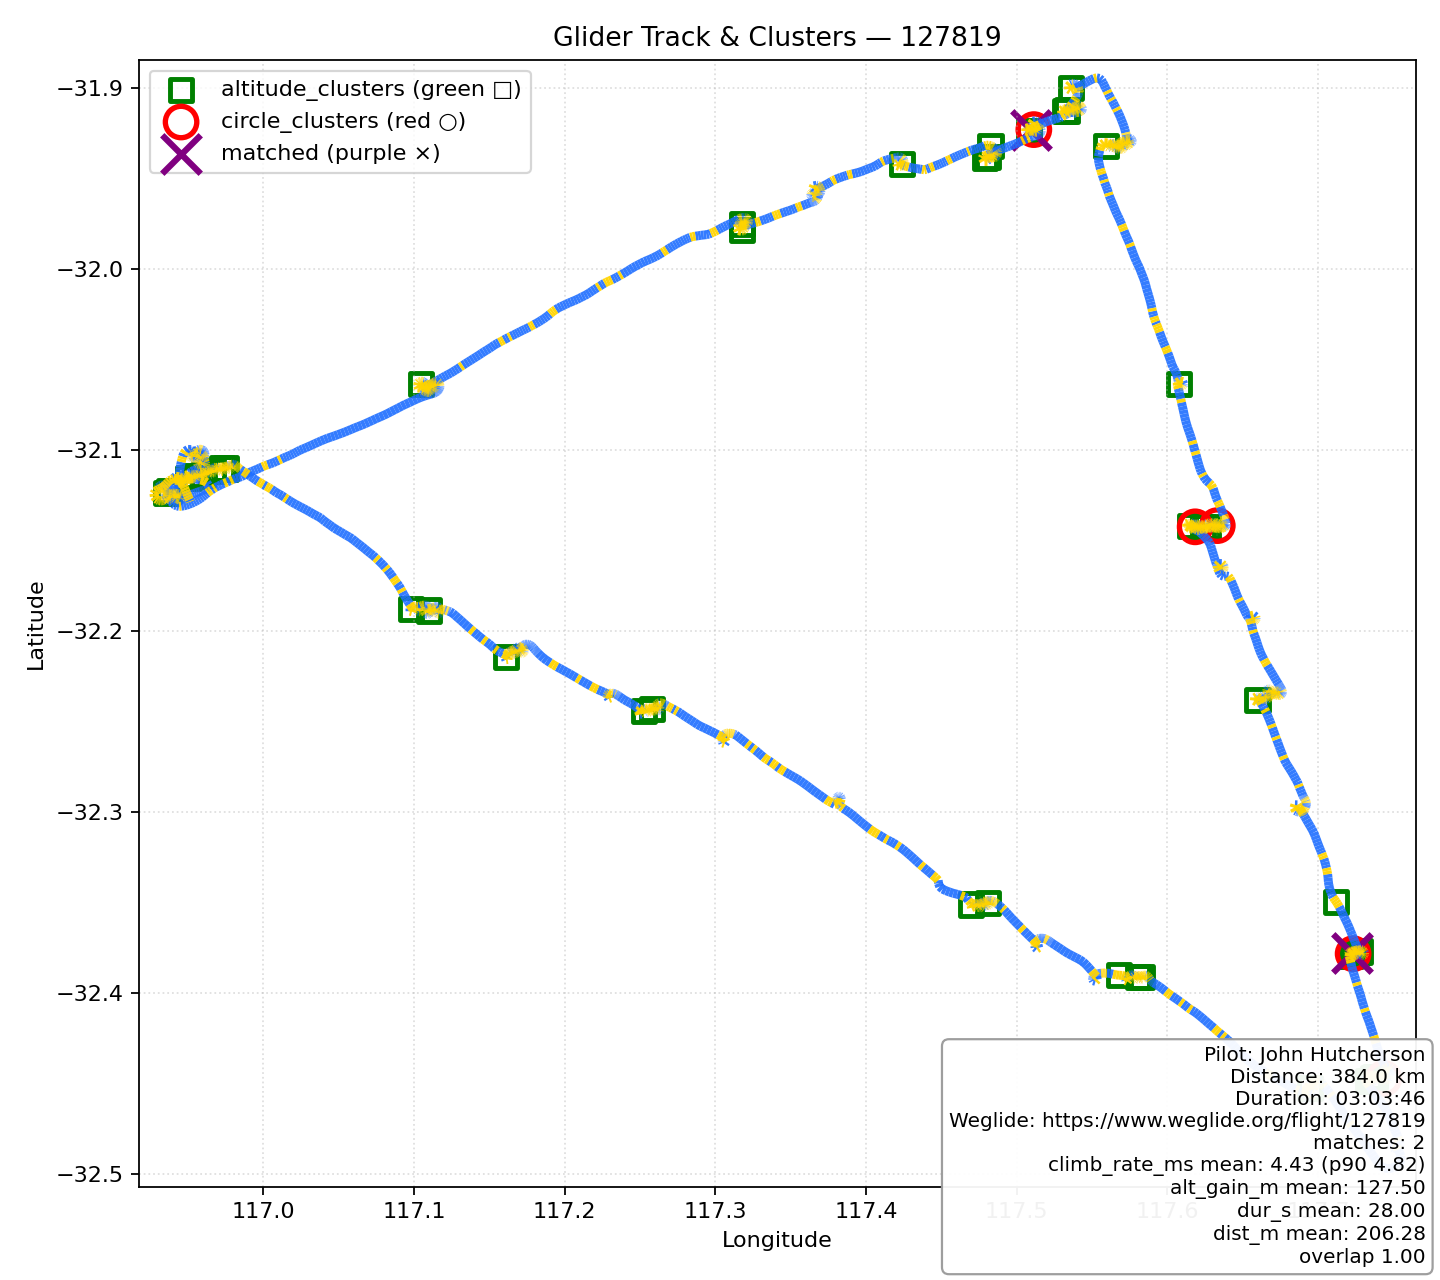 Glider Track & Clusters — 127819
altitude_clusters (green □)
circle_clusters (red ○)
matched (purple ×)
Latitude
−31.9
−32.0
−32.1
−32.2
−32.3
−32.4
−32.5
117.0 117.1 117.2 117.3 117.4 117.5 117.6
Longitude
Pilot: John Hutcherson
Distance: 384.0 km
Duration: 03:03:46
Weglide: https://www.weglide.org/flight/127819
matches: 2
climb_rate_ms mean: 4.43 (p90 4.82)
alt_gain_m mean: 127.50
dur_s mean: 28.00
dist_m mean: 206.28
overlap 1.00